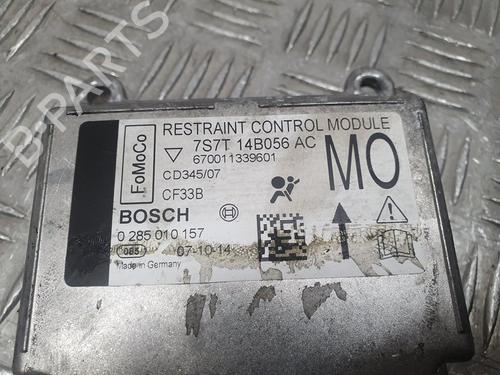 B-PARTS
FoMoCo
RESTRAINT CONTROL MODULE
7S7T 14B056 AC
670011339601
CD345/07
CF33B
MO
BOSCH
0 285 010 157
085 07-10-14
Made in Germany